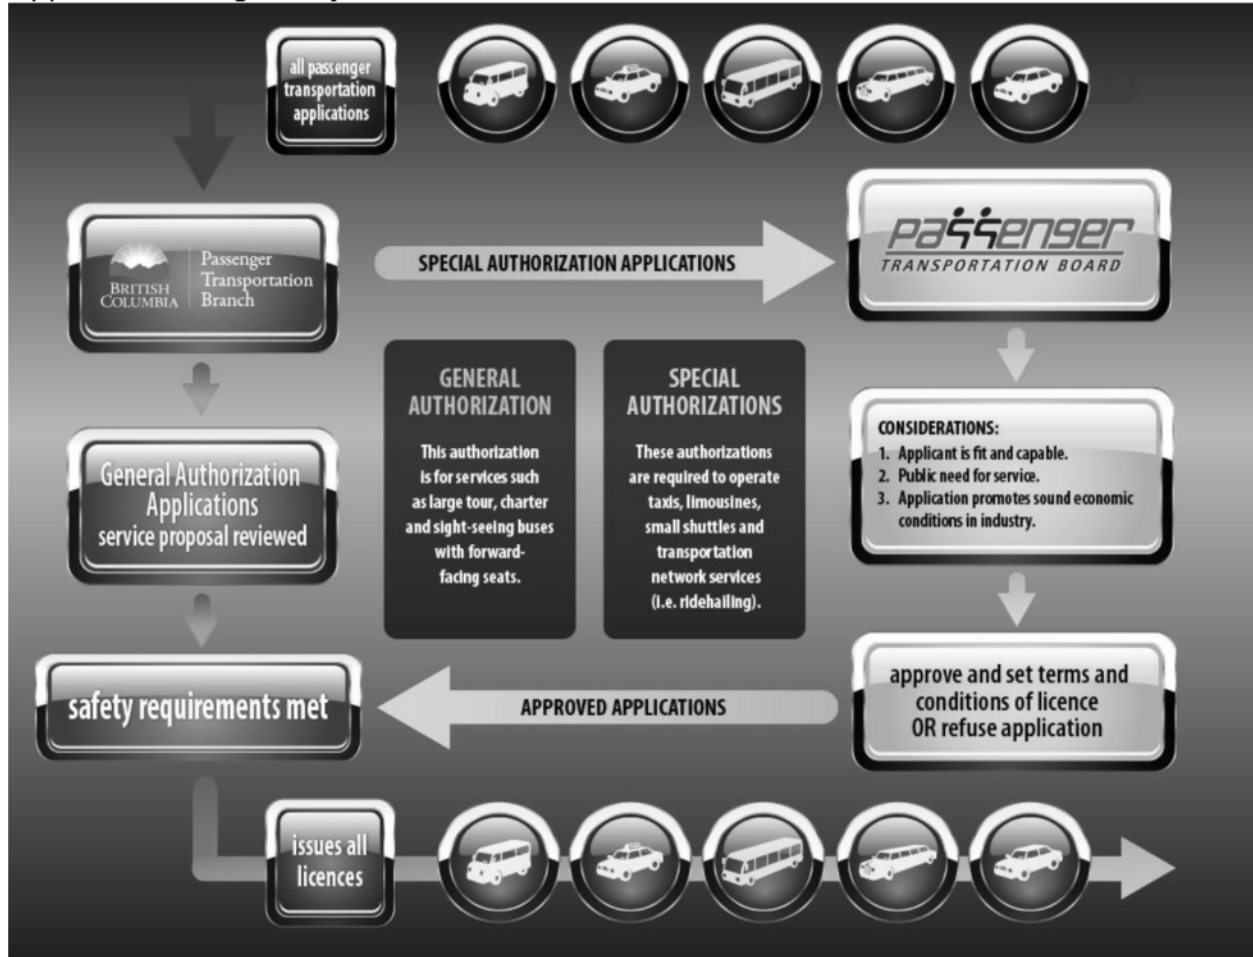 all passenger
transportation
applications
BRITISH
COLUMBIA
Passenger
Transportation
Branch
SPECIAL AUTHORIZATION APPLICATIONS
passenger
TRANSPORTATION BOARD
General Authorization
Applications
service proposal reviewed
GENERAL
AUTHORIZATION
This authorization
is for services such
as large tour, charter
and sight-seeing buses
with forward-
facing seats.
SPECIAL
AUTHORIZATIONS
These authorizations
are required to operate
taxis, limousines,
small shuttles and
transportation
network services
(i.e. ridehailing).
CONSIDERATIONS:
1. Applicant is fit and capable.
2. Public need for service.
3. Application promotes sound economic
conditions in industry.
safety requirements met
APPROVED APPLICATIONS
approve and set terms and
conditions of licence
OR refuse application
issues all
licences